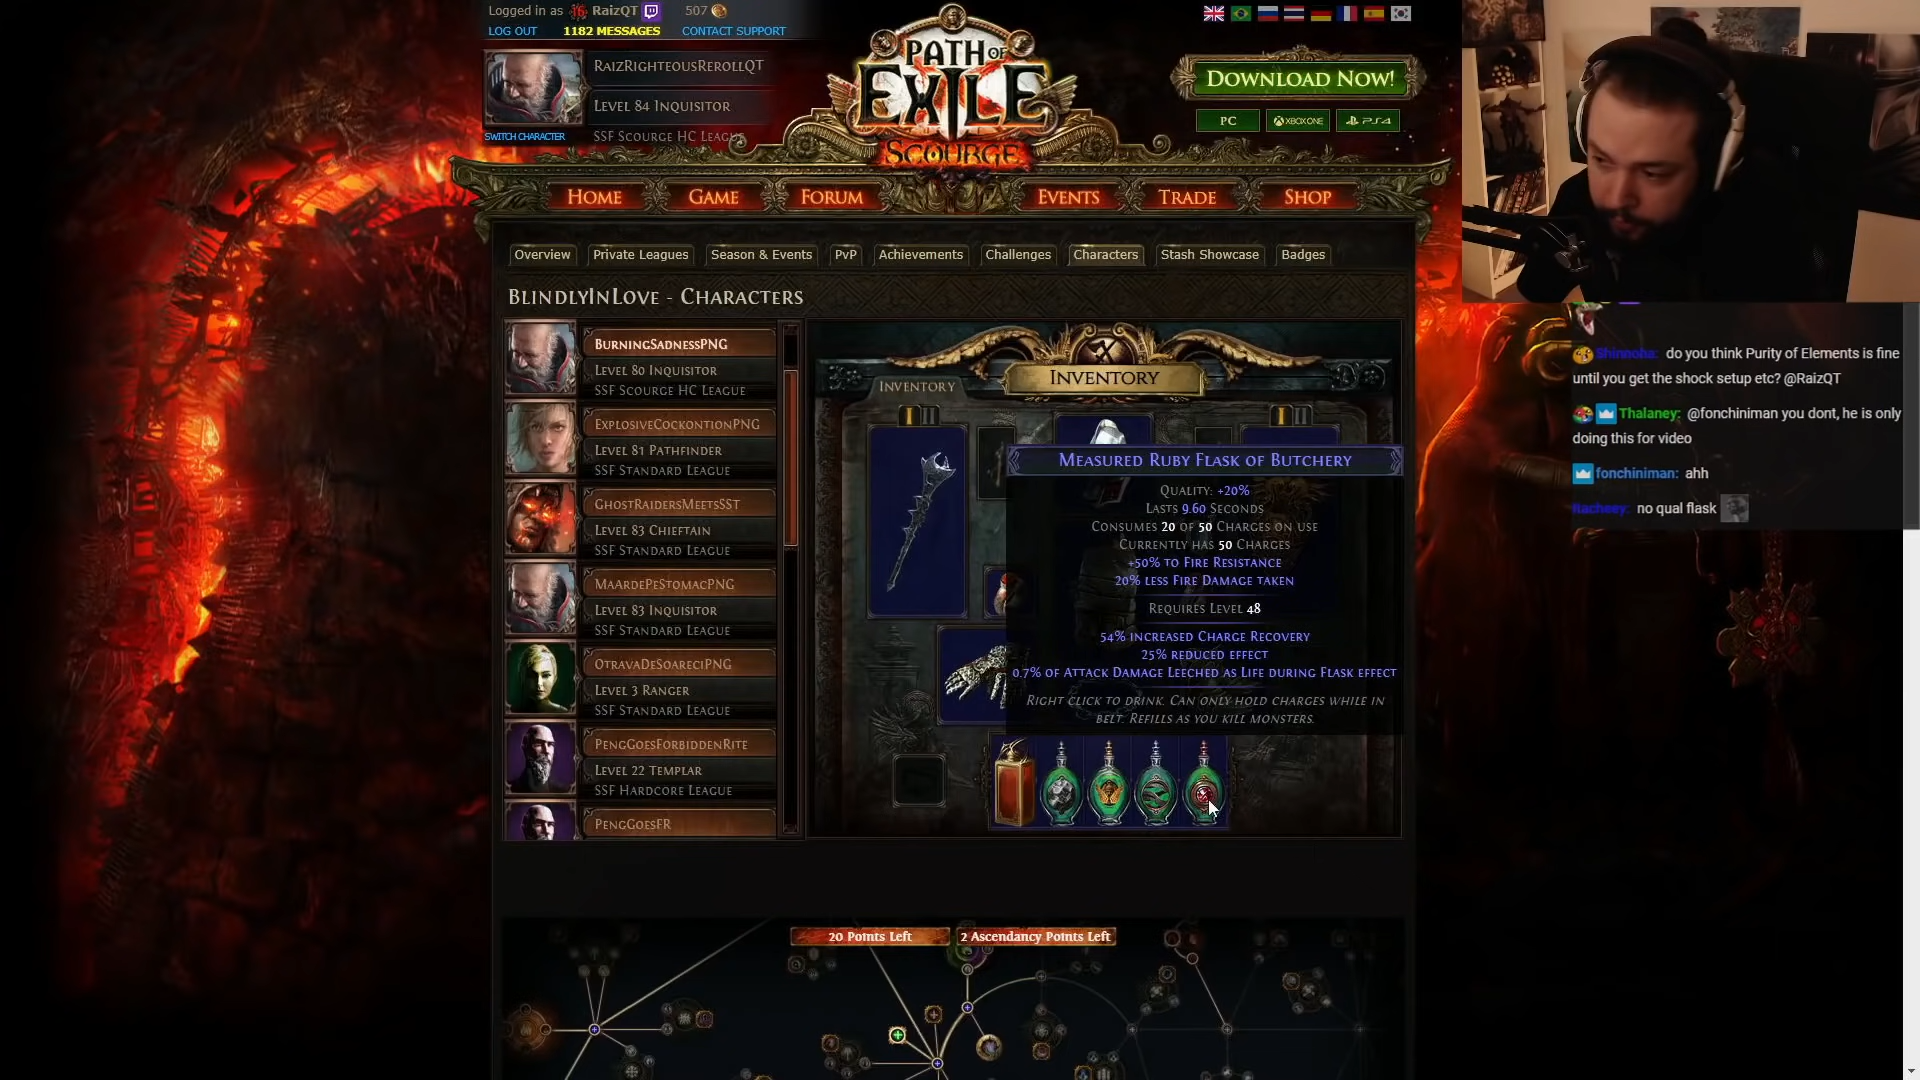 Logged in as RaizQT 507
LOG OUT 1182 MESSAGES CONTACT SUPPORT
RaizRighteousRerollQT
Level 84 Inquisitor
SWITCH CHARACTER
SSF Scourge HC League
PATH OF EXILE
SCOURGE
DOWNLOAD NOW!
PC XBOX ONE PS4
HOME GAME FORUM EVENTS TRADE SHOP
Overview Private Leagues Season & Events PvP Achievements Challenges Characters Stash Showcase Badges
BlindlyInLove - Characters
BurningSadnessPNG
Level 80 Inquisitor
SSF Scourge HC League
ExplosiveCockontionPNG
Level 81 Pathfinder
SSF Standard League
GhostRaidersMeetsSST
Level 83 Chieftain
SSF Standard League
MaArdePeStomacPNG
Level 83 Inquisitor
SSF Standard League
OtravaDeSoareciPNG
Level 3 Ranger
SSF Standard League
PengGoesForbiddenRite
Level 22 Templar
SSF Hardcore League
PengGoesFR
Inventory
Inventory
I II I II
Measured Ruby Flask of Butchery
Quality: +20%
Lasts 9.60 Seconds
Consumes 20 of 50 Charges on use
Currently has 50 Charges
+50% to Fire Resistance
20% less Fire Damage taken
Requires Level 48
54% increased Charge Recovery
25% reduced effect
0.7% of Attack Damage Leeched as Life during Flask effect
Right click to drink. Can only hold charges while in
belt. Refills as you kill monsters.
20 Points Left 2 Ascendancy Points Left
Shinnoha: do you think Purity of Elements is fine
until you get the shock setup etc? @RaizQT
Thalaney: @fonchiniman you dont, he is only
doing this for video
fonchiniman: ahh
Racheey: no qual flask